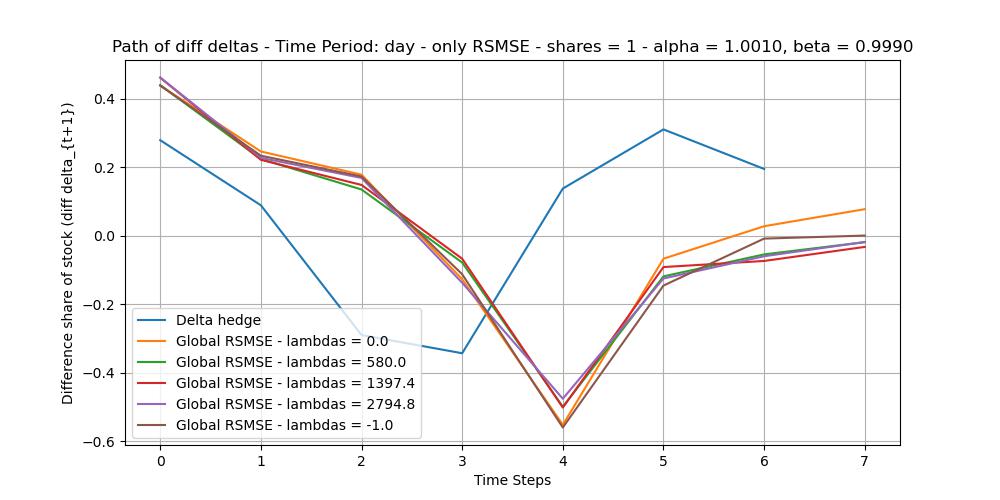 Path of diff deltas - Time Period: day - only RSMSE - shares = 1 - alpha = 1.0010, beta = 0.9990
Difference share of stock (diff delta_{t+1})
0.4
0.2
0.0
−0.2
−0.4
−0.6
Delta hedge
Global RSMSE - lambdas = 0.0
Global RSMSE - lambdas = 580.0
Global RSMSE - lambdas = 1397.4
Global RSMSE - lambdas = 2794.8
Global RSMSE - lambdas = -1.0
0 1 2 3 4 5 6 7
Time Steps